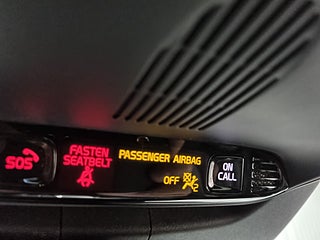 SOS
FASTEN
SEATBELT
PASSENGER AIRBAG
OFF
ON
CALL